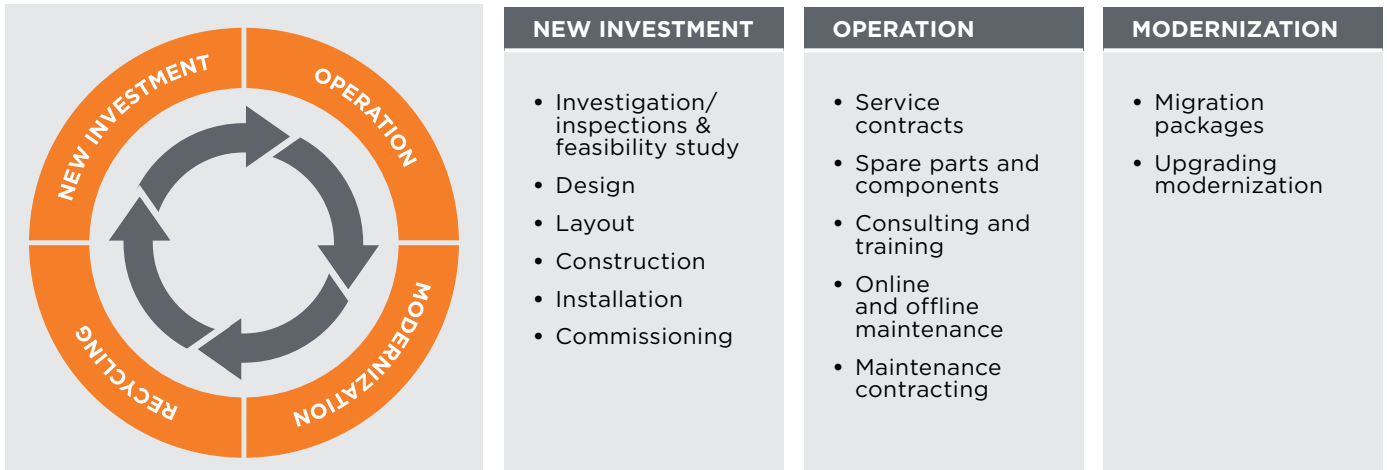 NEW INVESTMENT
OPERATION
MODERNIZATION
RECYCLING
NEW INVESTMENT
• Investigation/
inspections &
feasibility study
• Design
• Layout
• Construction
• Installation
• Commissioning
OPERATION
• Service
contracts
• Spare parts and
components
• Consulting and
training
• Online
and offline
maintenance
• Maintenance
contracting
MODERNIZATION
• Migration
packages
• Upgrading
modernization